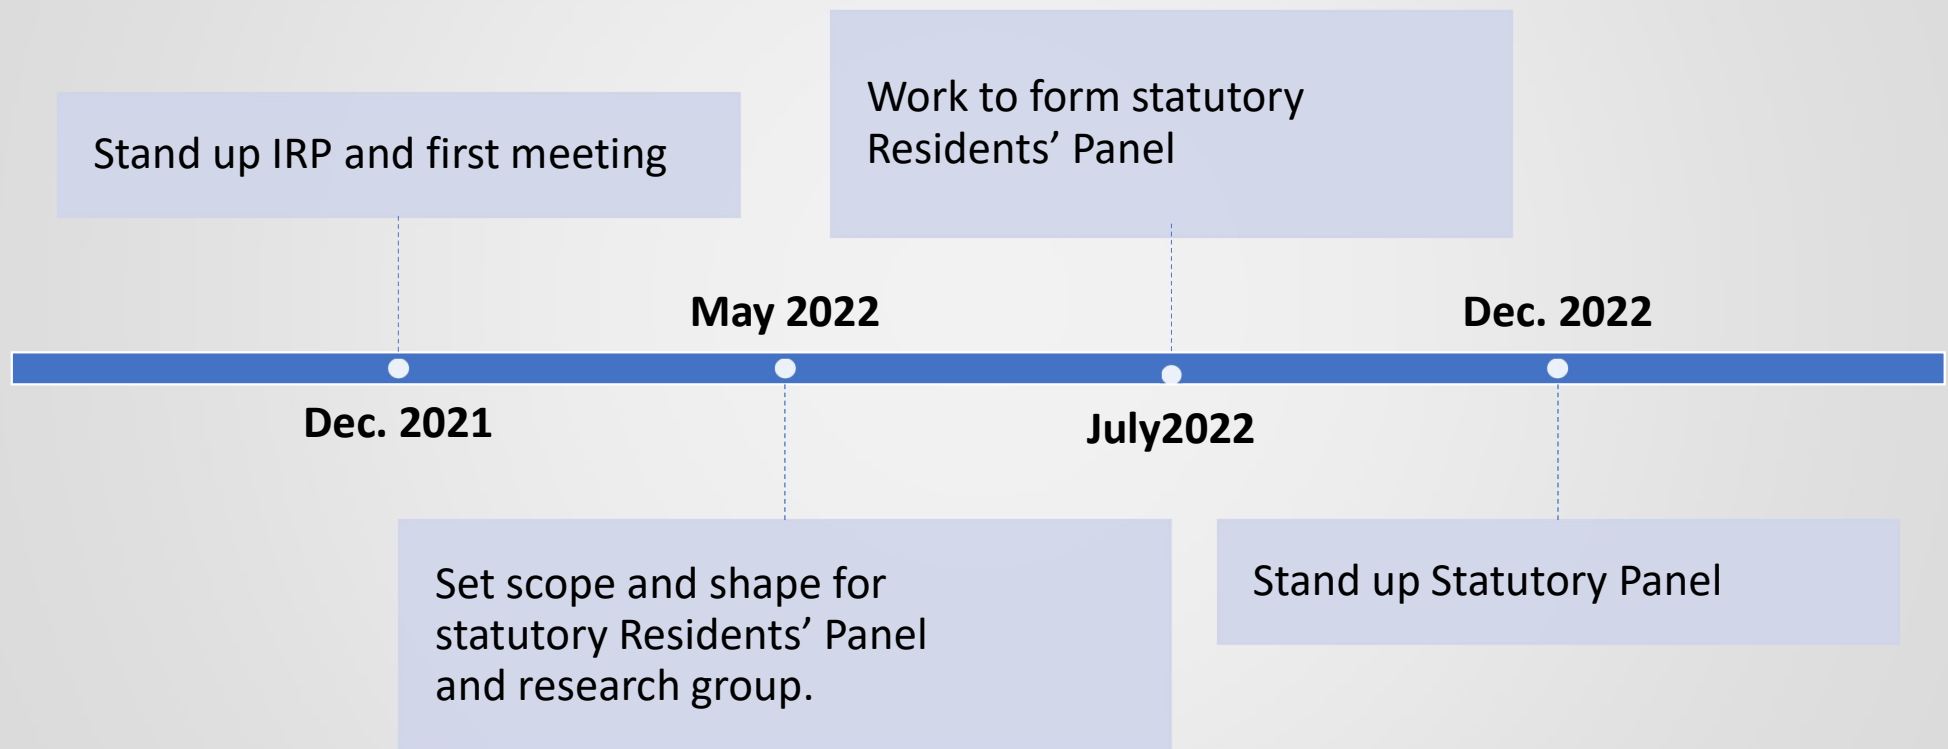 Stand up IRP and first meeting
Work to form statutory
Residents’ Panel
May 2022
Dec. 2022
Dec. 2021
July2022
Set scope and shape for
statutory Residents’ Panel
and research group.
Stand up Statutory Panel